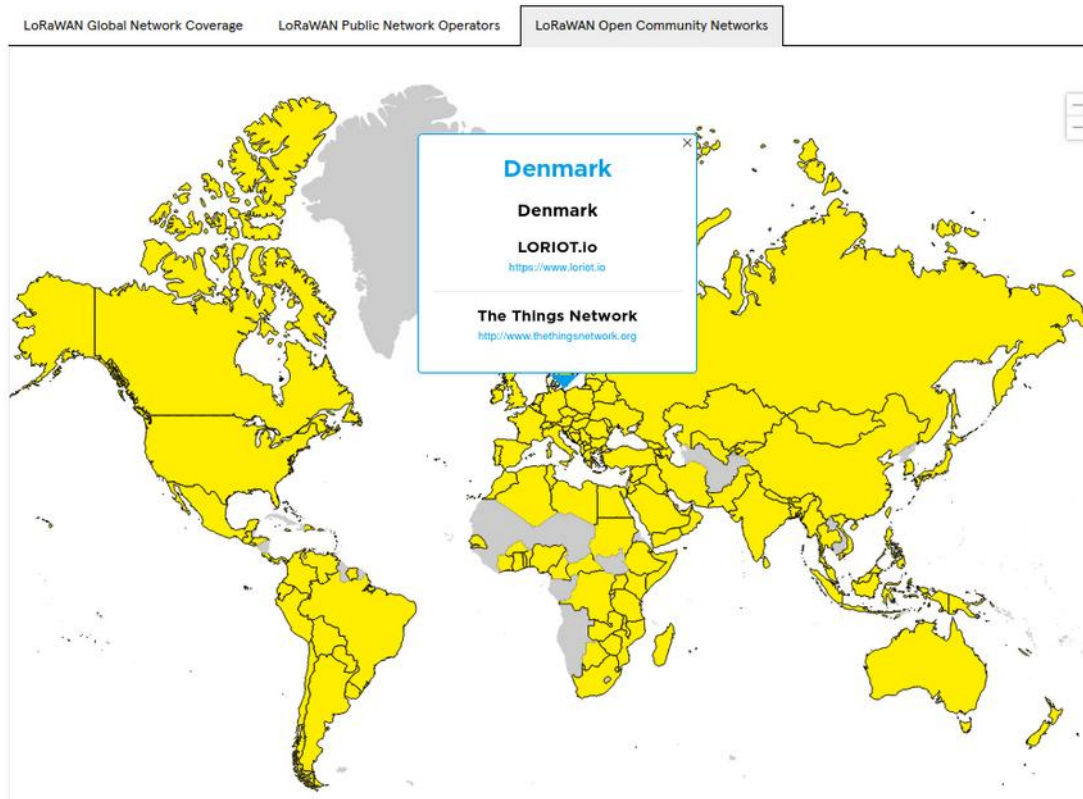 LoRaWAN Global Network Coverage
LoRaWAN Public Network Operators
LoRaWAN Open Community Networks
Denmark
Denmark
LORIOT.io
https://www.loriot.io
The Things Network
http://www.thethingsnetwork.org